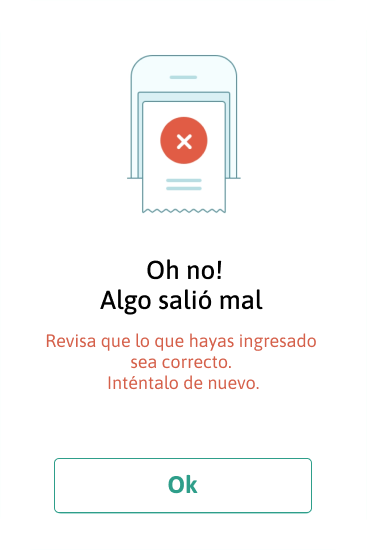 Oh no!
Algo salió mal
Revisa que lo que hayas ingresado
sea correcto.
Inténtalo de nuevo.
Ok